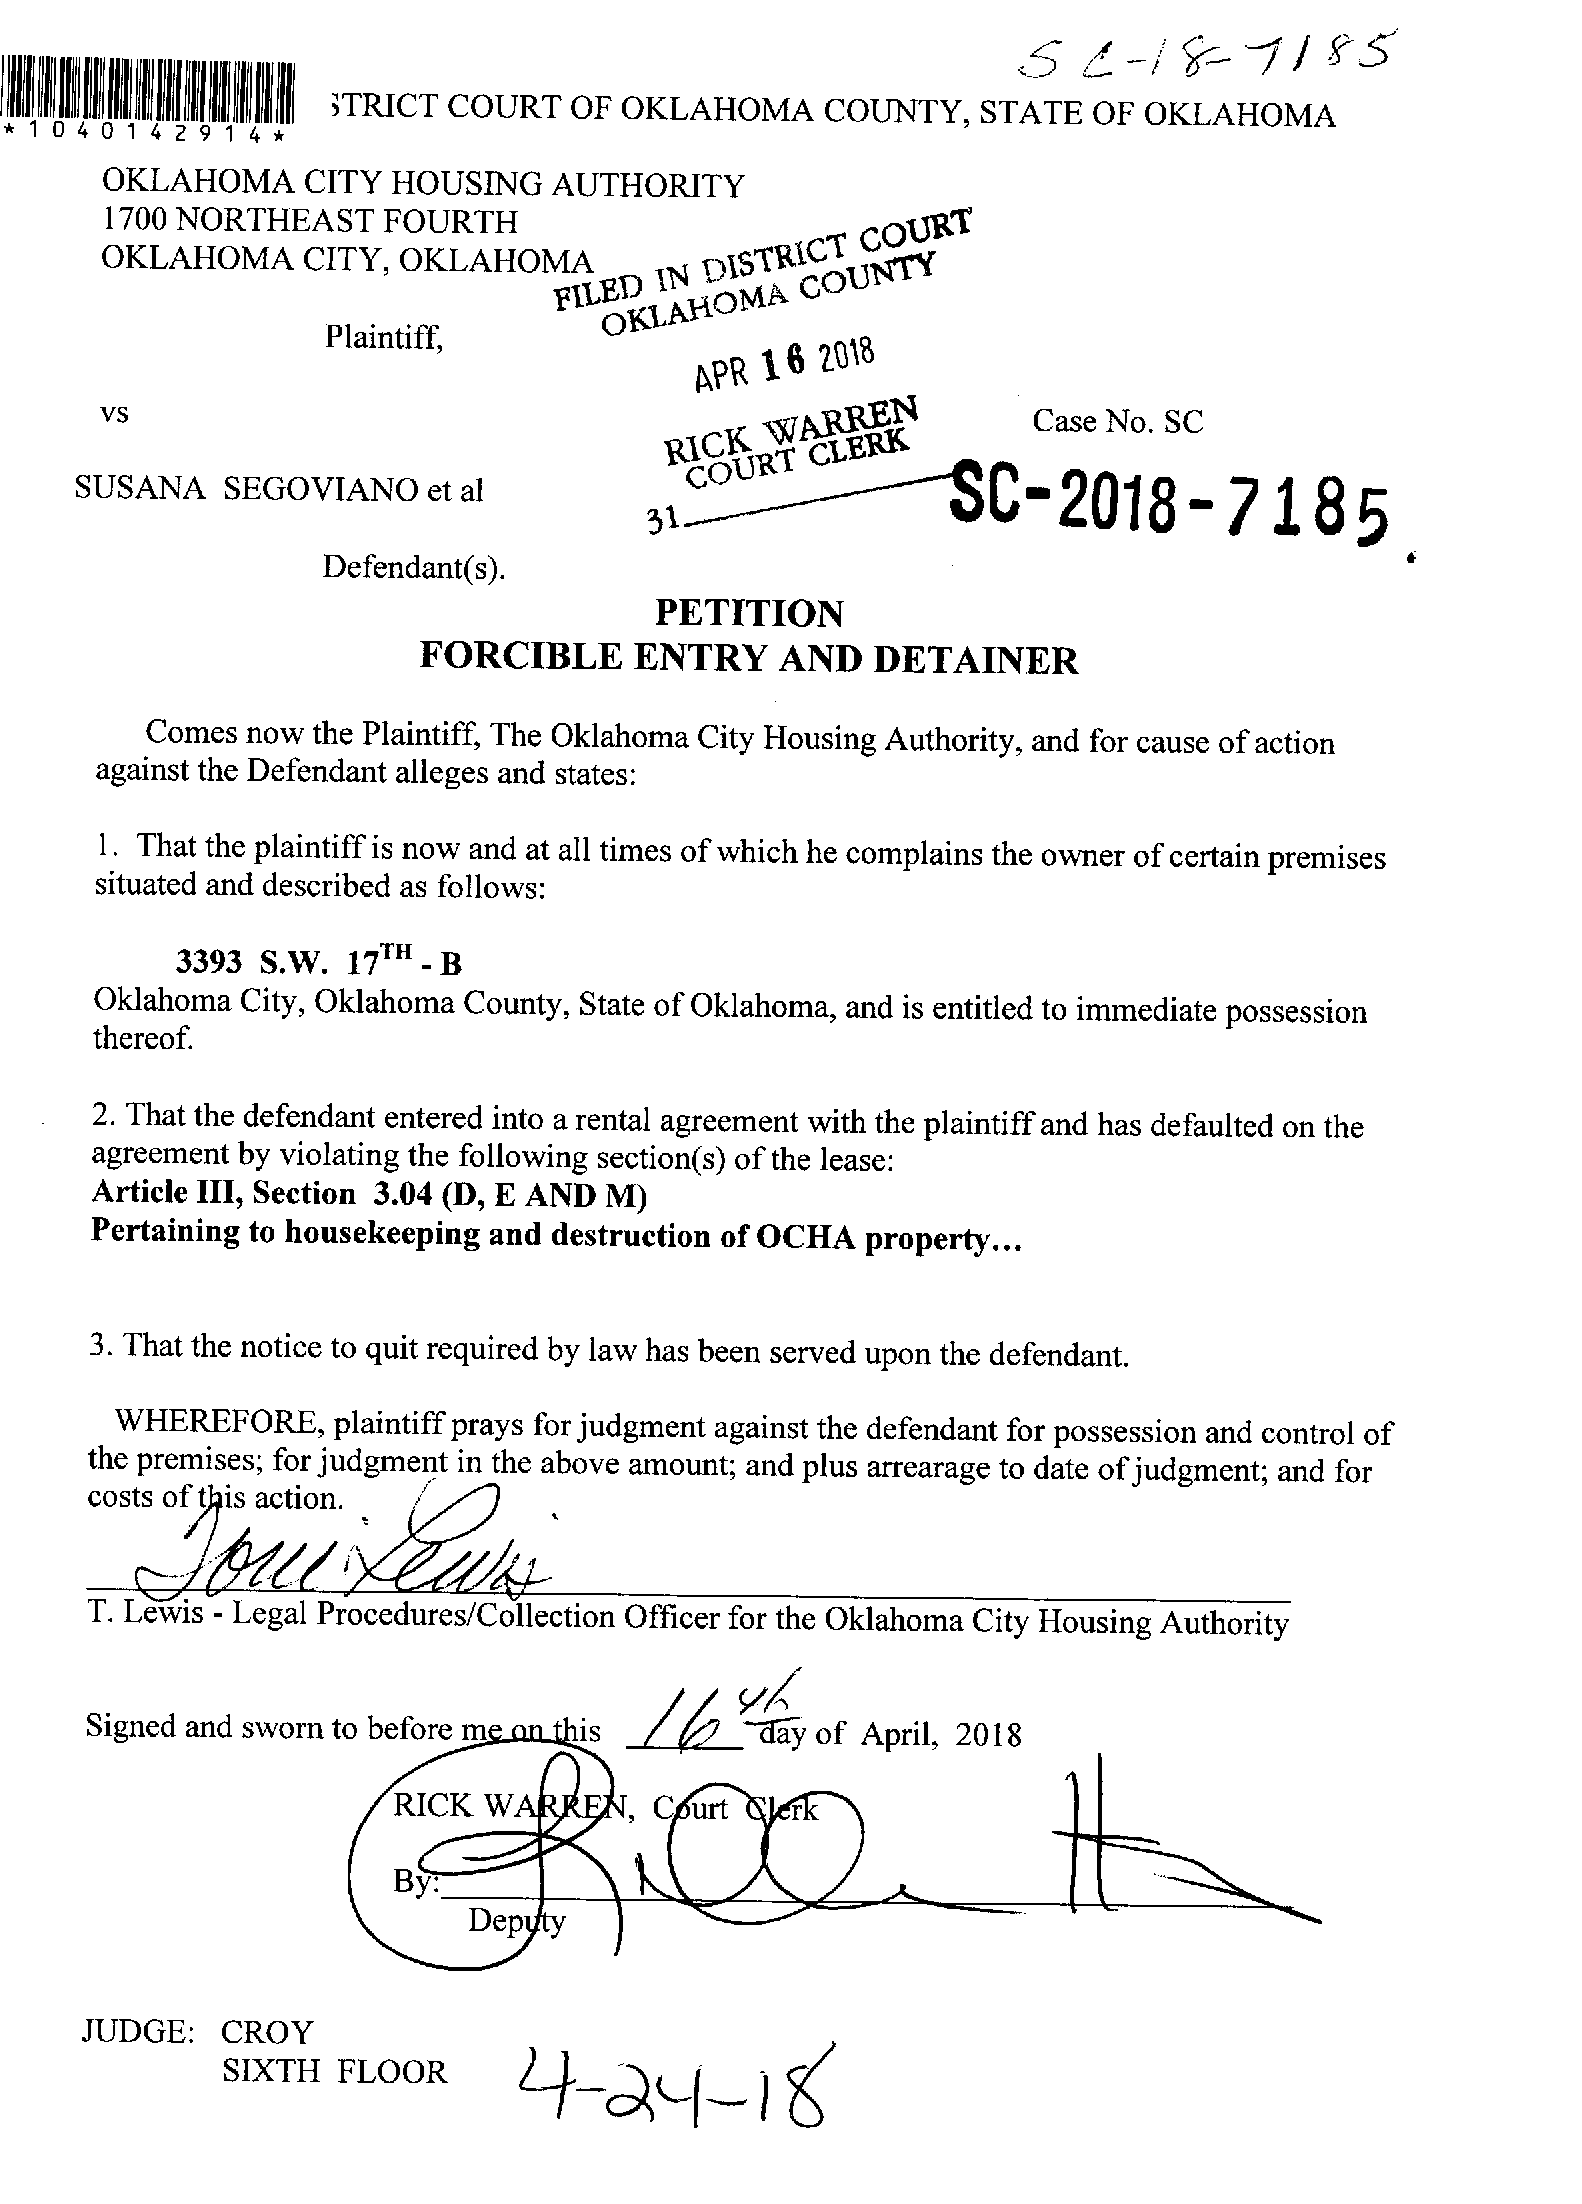 SC-18-7185
*1040142914*
STRICT COURT OF OKLAHOMA COUNTY, STATE OF OKLAHOMA
OKLAHOMA CITY HOUSING AUTHORITY
1700 NORTHEAST FOURTH
OKLAHOMA CITY, OKLAHOMA
FILED IN DISTRICT COURT
OKLAHOMA COUNTY
Plaintiff,
APR 16 2018
vs
RICK WARREN
COURT CLERK
Case No. SC
SUSANA SEGOVIANO et al
31
SC-2018-7185
Defendant(s).
PETITION
FORCIBLE ENTRY AND DETAINER
Comes now the Plaintiff, The Oklahoma City Housing Authority, and for cause of action
against the Defendant alleges and states:
1. That the plaintiff is now and at all times of which he complains the owner of certain premises
situated and described as follows:
3393 S.W. 17TH - B
Oklahoma City, Oklahoma County, State of Oklahoma, and is entitled to immediate possession
thereof.
2. That the defendant entered into a rental agreement with the plaintiff and has defaulted on the
agreement by violating the following section(s) of the lease:
Article III, Section 3.04 (D, E AND M)
Pertaining to housekeeping and destruction of OCHA property...
3. That the notice to quit required by law has been served upon the defendant.
WHEREFORE, plaintiff prays for judgment against the defendant for possession and control of
the premises; for judgment in the above amount; and plus arrearage to date of judgment; and for
costs of this action.
Toni Lewis
T. Lewis - Legal Procedures/Collection Officer for the Oklahoma City Housing Authority
Signed and sworn to before me on this 16th day of April, 2018
RICK WARREN, Court Clerk
By:
Deputy
JUDGE: CROY
SIXTH FLOOR
4-24-18